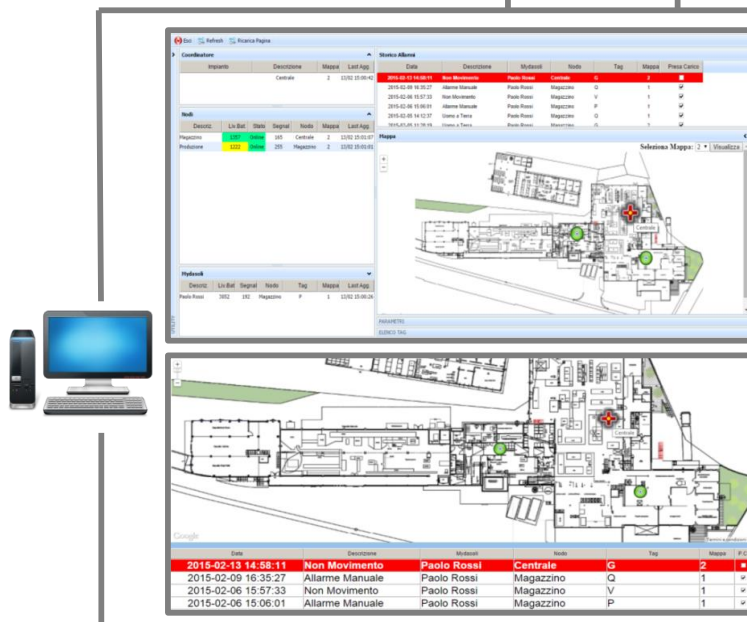 Esci Refresh Ricarica Pagina
Coordinatore
Impianto Descrizione Mappa Last Agg.
Centrale 2 13/02 15:00:42
Nodi
Descriz. Liv.Bat Stato Segnal Nodo Mappa Last Agg.
Magazzino 1357 Online 165 Centrale 2 13/02 15:01:07
Produzione 1222 Online 255 Magazzino 2 13/02 15:01:01
Mydasoli
Descriz. Liv.Bat Segnal Nodo Tag Mappa Last Agg.
Paolo Rossi 3052 192 Magazzino P 1 13/02 15:00:26
Storico Allarmi
Data Descrizione Mydasoli Nodo Tag Mappa Presa Carico
2015-02-13 14:58:11 Non Movimento Paolo Rossi Centrale G 2
2015-02-09 16:35:27 Allarme Manuale Paolo Rossi Magazzino Q 1
2015-02-06 15:57:33 Non Movimento Paolo Rossi Magazzino V 1
2015-02-06 15:06:01 Allarme Manuale Paolo Rossi Magazzino P 1
2015-02-05 14:12:37 Uomo a Terra Paolo Rossi Magazzino O 1
Uomo a Terra Paolo Rossi Magazzino G 2
Mappa
Seleziona Mappa: 2 Visualizza
Centrale
PARAMETRI
ELENCO TAG
UTENTI
Centrale
Google
Data Descrizione Mydasoli Nodo Tag Mappa P.C
2015-02-13 14:58:11 Non Movimento Paolo Rossi Centrale G 2
2015-02-09 16:35:27 Allarme Manuale Paolo Rossi Magazzino Q 1
2015-02-06 15:57:33 Non Movimento Paolo Rossi Magazzino V 1
2015-02-06 15:06:01 Allarme Manuale Paolo Rossi Magazzino P 1